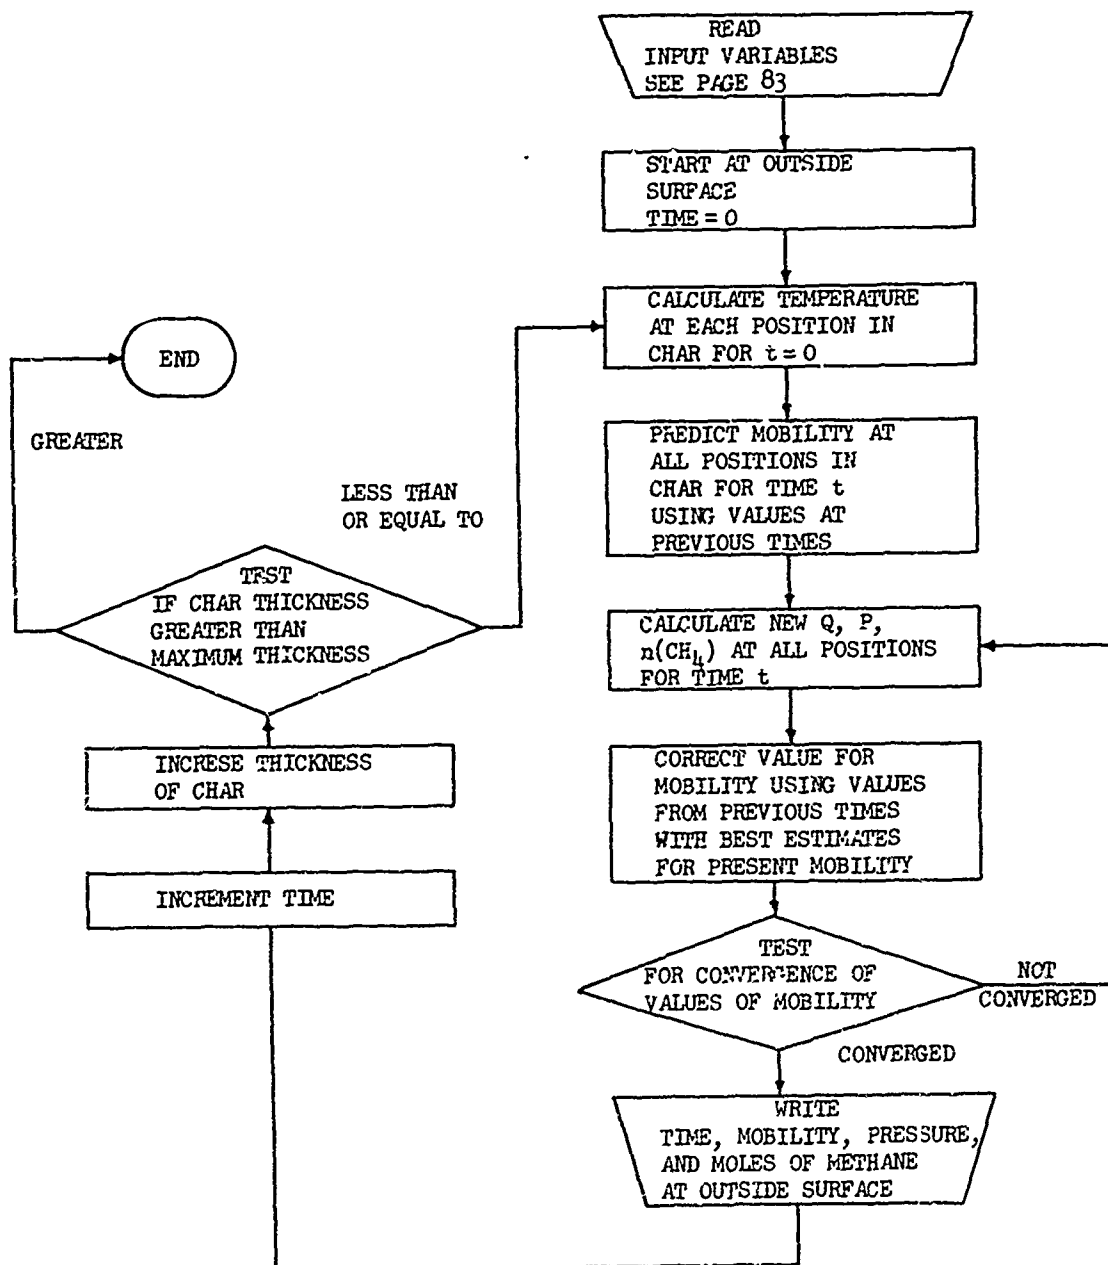 READ
INPUT VARIABLES
SEE PAGE 83
START AT OUTSIDE
SURFACE
TIME = 0
CALCULATE TEMPERATURE
AT EACH POSITION IN
CHAR FOR t = 0
PREDICT MOBILITY AT
ALL POSITIONS IN
CHAR FOR TIME t
USING VALUES AT
PREVIOUS TIMES
CALCULATE NEW Q, P,
n(CH4) AT ALL POSITIONS
FOR TIME t
CORRECT VALUE FOR
MOBILITY USING VALUES
FROM PREVIOUS TIMES
WITH BEST ESTIMATES
FOR PRESENT MOBILITY
TEST
FOR CONVERGENCE OF
VALUES OF MOBILITY
NOT
CONVERGED
CONVERGED
WRITE
TIME, MOBILITY, PRESSURE,
AND MOLES OF METHANE
AT OUTSIDE SURFACE
INCREMENT TIME
INCRESE THICKNESS
OF CHAR
TEST
IF CHAR THICKNESS
GREATER THAN
MAXIMUM THICKNESS
LESS THAN
OR EQUAL TO
GREATER
END